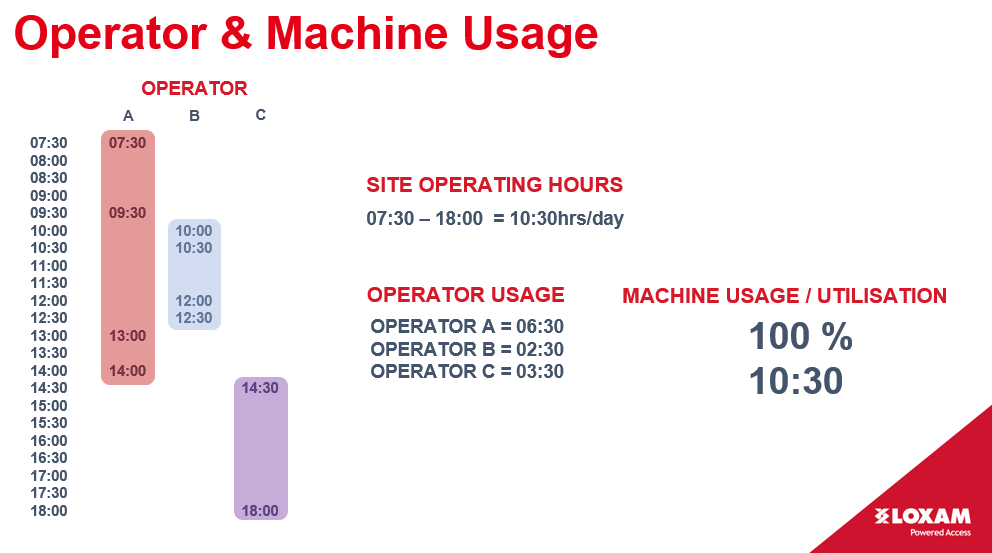 Operator & Machine Usage
OPERATOR
A B C
07:30 07:30
08:00
08:30
09:00
09:30 09:30
10:00 10:00
10:30 10:30
11:00
11:30
12:00 12:00
12:30 12:30
13:00 13:00
13:30
14:00 14:00
14:30 14:30
15:00
15:30
16:00
16:30
17:00
17:30
18:00 18:00
SITE OPERATING HOURS
07:30 – 18:00 = 10:30hrs/day
OPERATOR USAGE
OPERATOR A = 06:30
OPERATOR B = 02:30
OPERATOR C = 03:30
MACHINE USAGE / UTILISATION
100 %
10:30
LOXAM
Powered Access